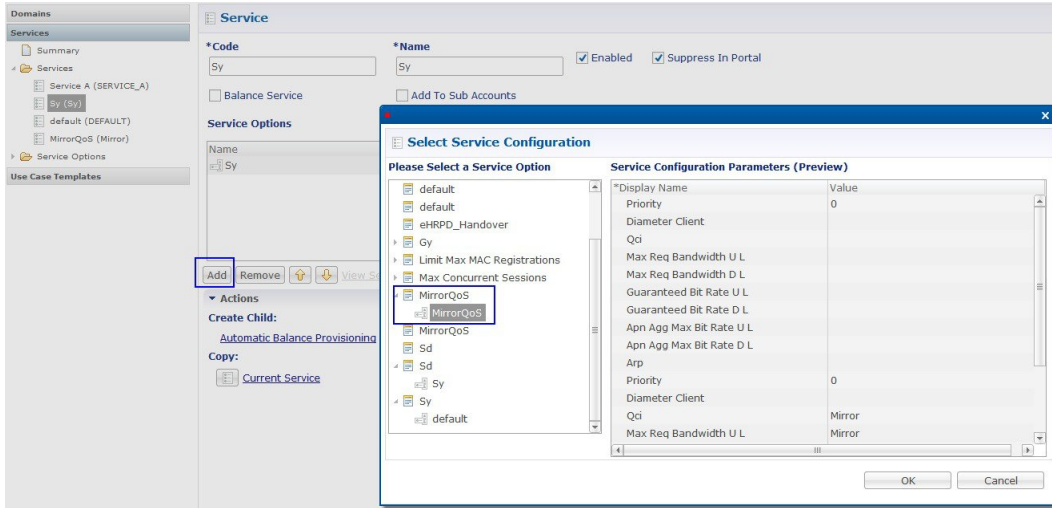 Domains
Services
Summary
Services
Service A (SERVICE_A)
Sy (Sy)
default (DEFAULT)
MirrorQoS (Mirror)
Service Options
Use Case Templates
Service
*Code
*Name
Sy
Sy
Enabled
Suppress In Portal
Balance Service
Add To Sub Accounts
Service Options
Name
Sy
Add
Remove
View Se
Actions
Create Child:
Automatic Balance Provisioning
Copy:
Current Service
x
Select Service Configuration
Please Select a Service Option
default
default
eHRPD_Handover
Gy
Limit Max MAC Registrations
Max Concurrent Sessions
MirrorQoS
MirrorQoS
MirrorQoS
Sd
Sd
Sy
Sy
default
Service Configuration Parameters (Preview)
*Display Name Value
Priority 0
Diameter Client
Qci
Max Req Bandwidth U L
Max Req Bandwidth D L
Guaranteed Bit Rate U L
Guaranteed Bit Rate D L
Apn Agg Max Bit Rate U L
Apn Agg Max Bit Rate D L
Arp
Priority 0
Diameter Client
Qci Mirror
Max Req Bandwidth U L Mirror
OK
Cancel